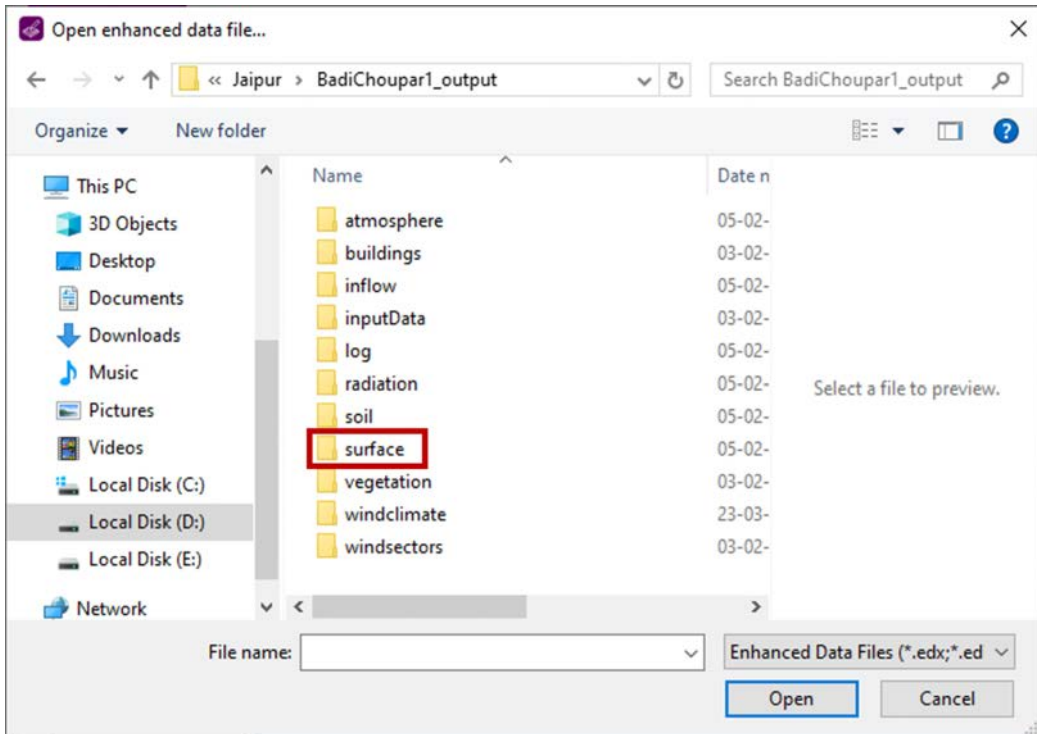 Open enhanced data file...
« Jaipur > BadiChoupar1_output
Search BadiChoupar1_output
Organize
New folder
Name
Date n
This PC
3D Objects
Desktop
Documents
Downloads
Music
Pictures
Videos
Local Disk (C:)
Local Disk (D:)
Local Disk (E:)
Network
atmosphere 05-02-
buildings 03-02-
inflow 05-02-
inputData 03-02-
log 05-02-
radiation 05-02-
soil 05-02-
surface 05-02-
vegetation 03-02-
windclimate 23-03-
windsectors 03-02-
Select a file to preview.
File name:
Enhanced Data Files (*.edx;*.ed
Open
Cancel